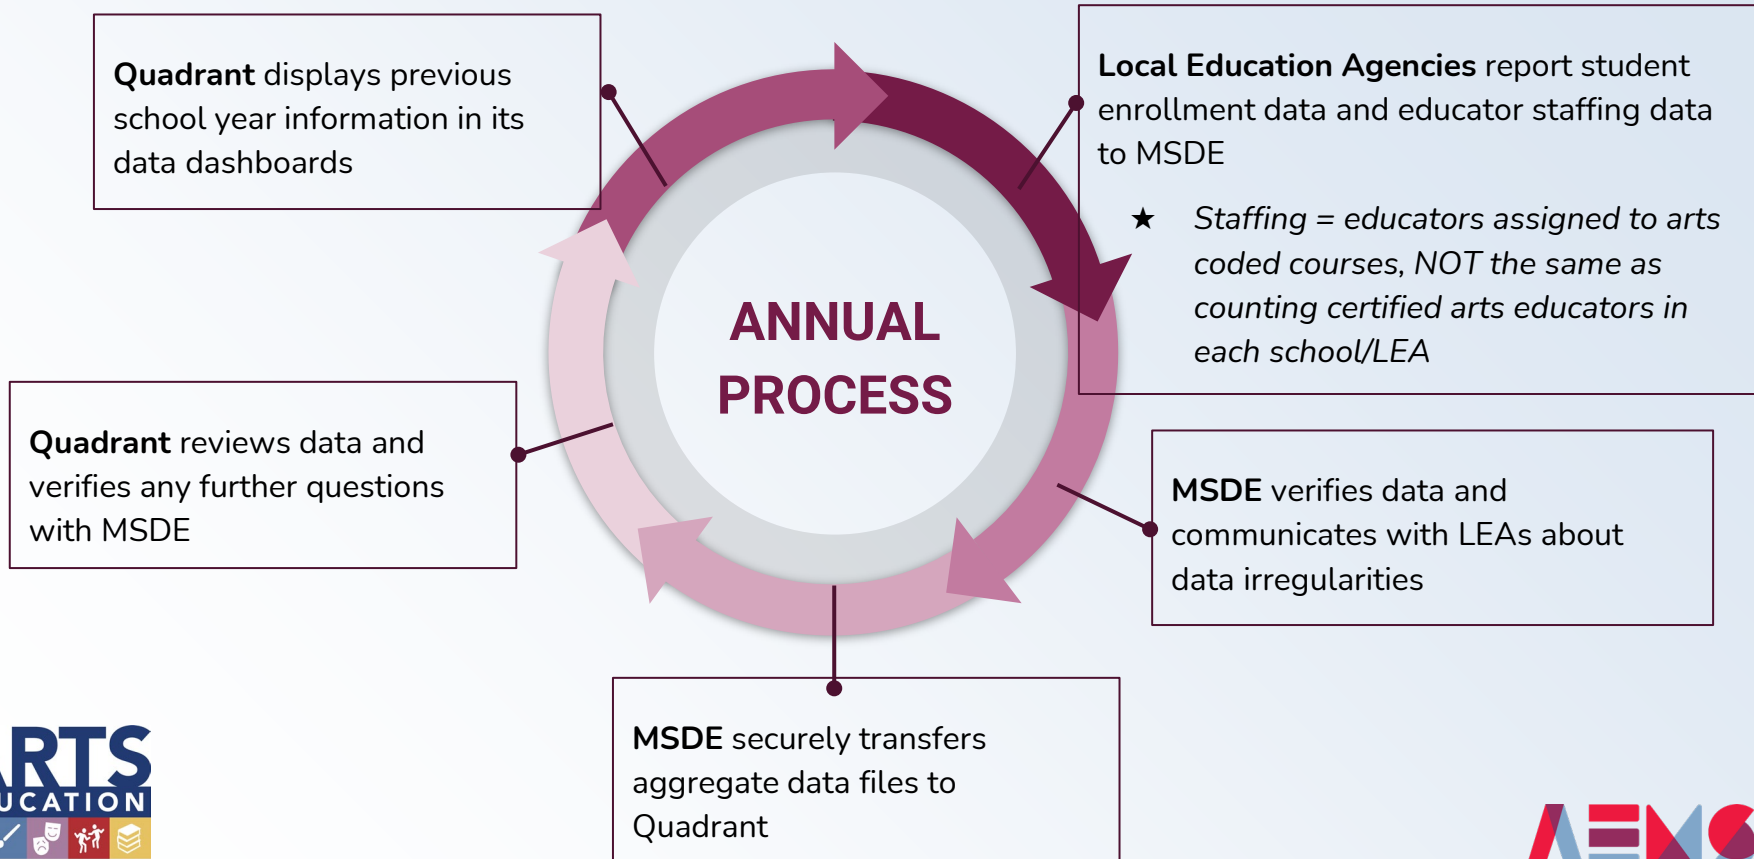 Quadrant displays previous
school year information in its
data dashboards
Local Education Agencies report student
enrollment data and educator staffing data
to MSDE
★ Staffing = educators assigned to arts
coded courses, NOT the same as
counting certified arts educators in
each school/LEA
ANNUAL
PROCESS
Quadrant reviews data and
verifies any further questions
with MSDE
MSDE verifies data and
communicates with LEAs about
data irregularities
MSDE securely transfers
aggregate data files to
Quadrant
ARTS
EDUCATION
AEMS